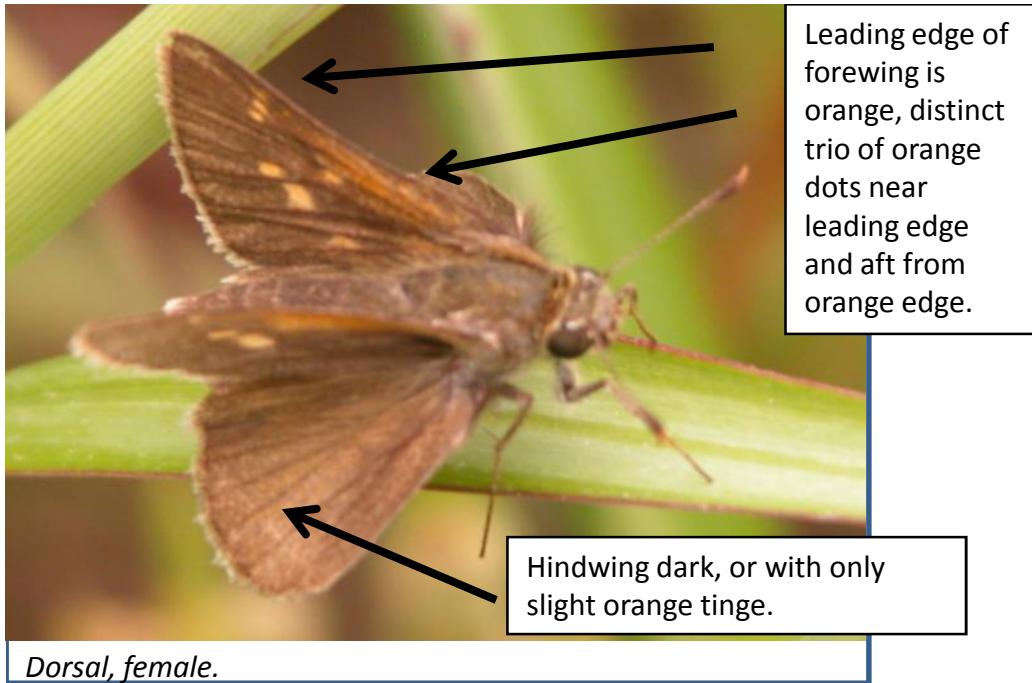 Leading edge of
forewing is
orange, distinct
trio of orange
dots near
leading edge
and aft from
orange edge.
Hindwing dark, or with only
slight orange tinge.
Dorsal, female.